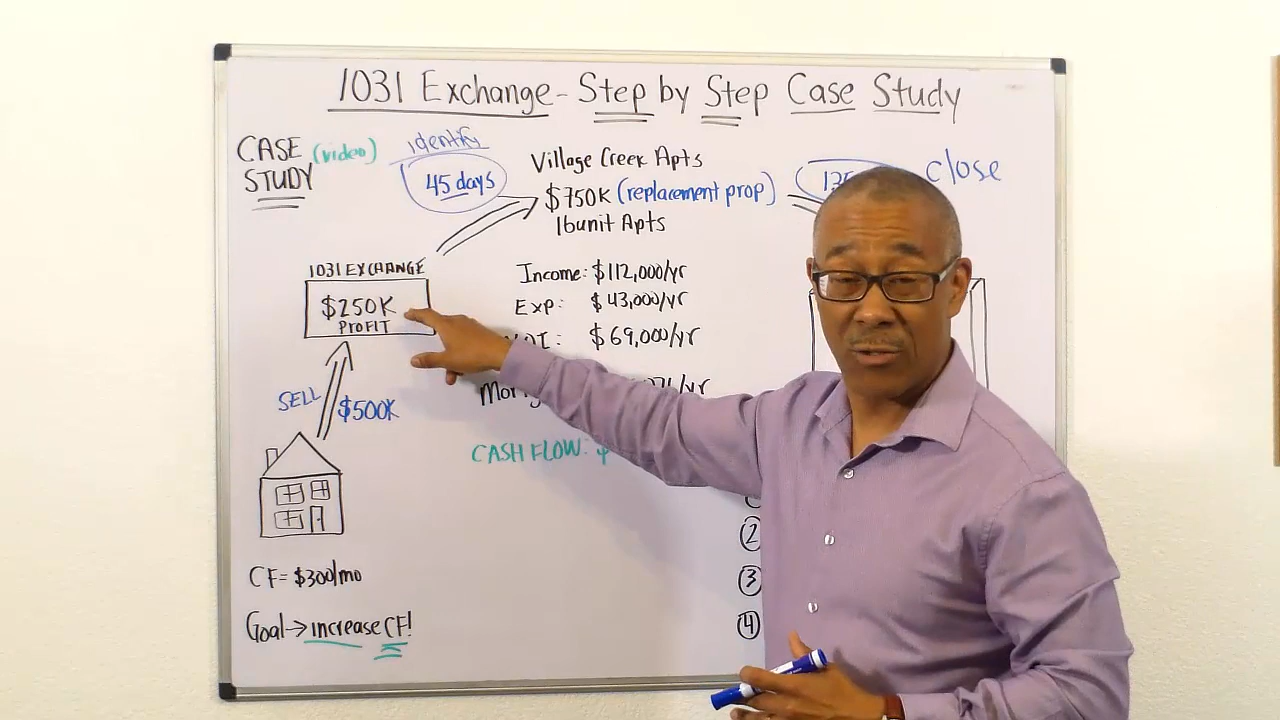 1031 Exchange - Step by Step Case Study
CASE (video)
STUDY
identify
45 days
Village Creek Apts
$750K (replacement prop)
16unit Apts
close
1031 EXCHANGE
$250K
PROFIT
SELL
$500K
Income: $112,000/yr
Exp: $43,000/yr
$69,000/yr
/yr
CASH FLOW:
CF = $300/mo
Goal → increase CF!
2
3
4